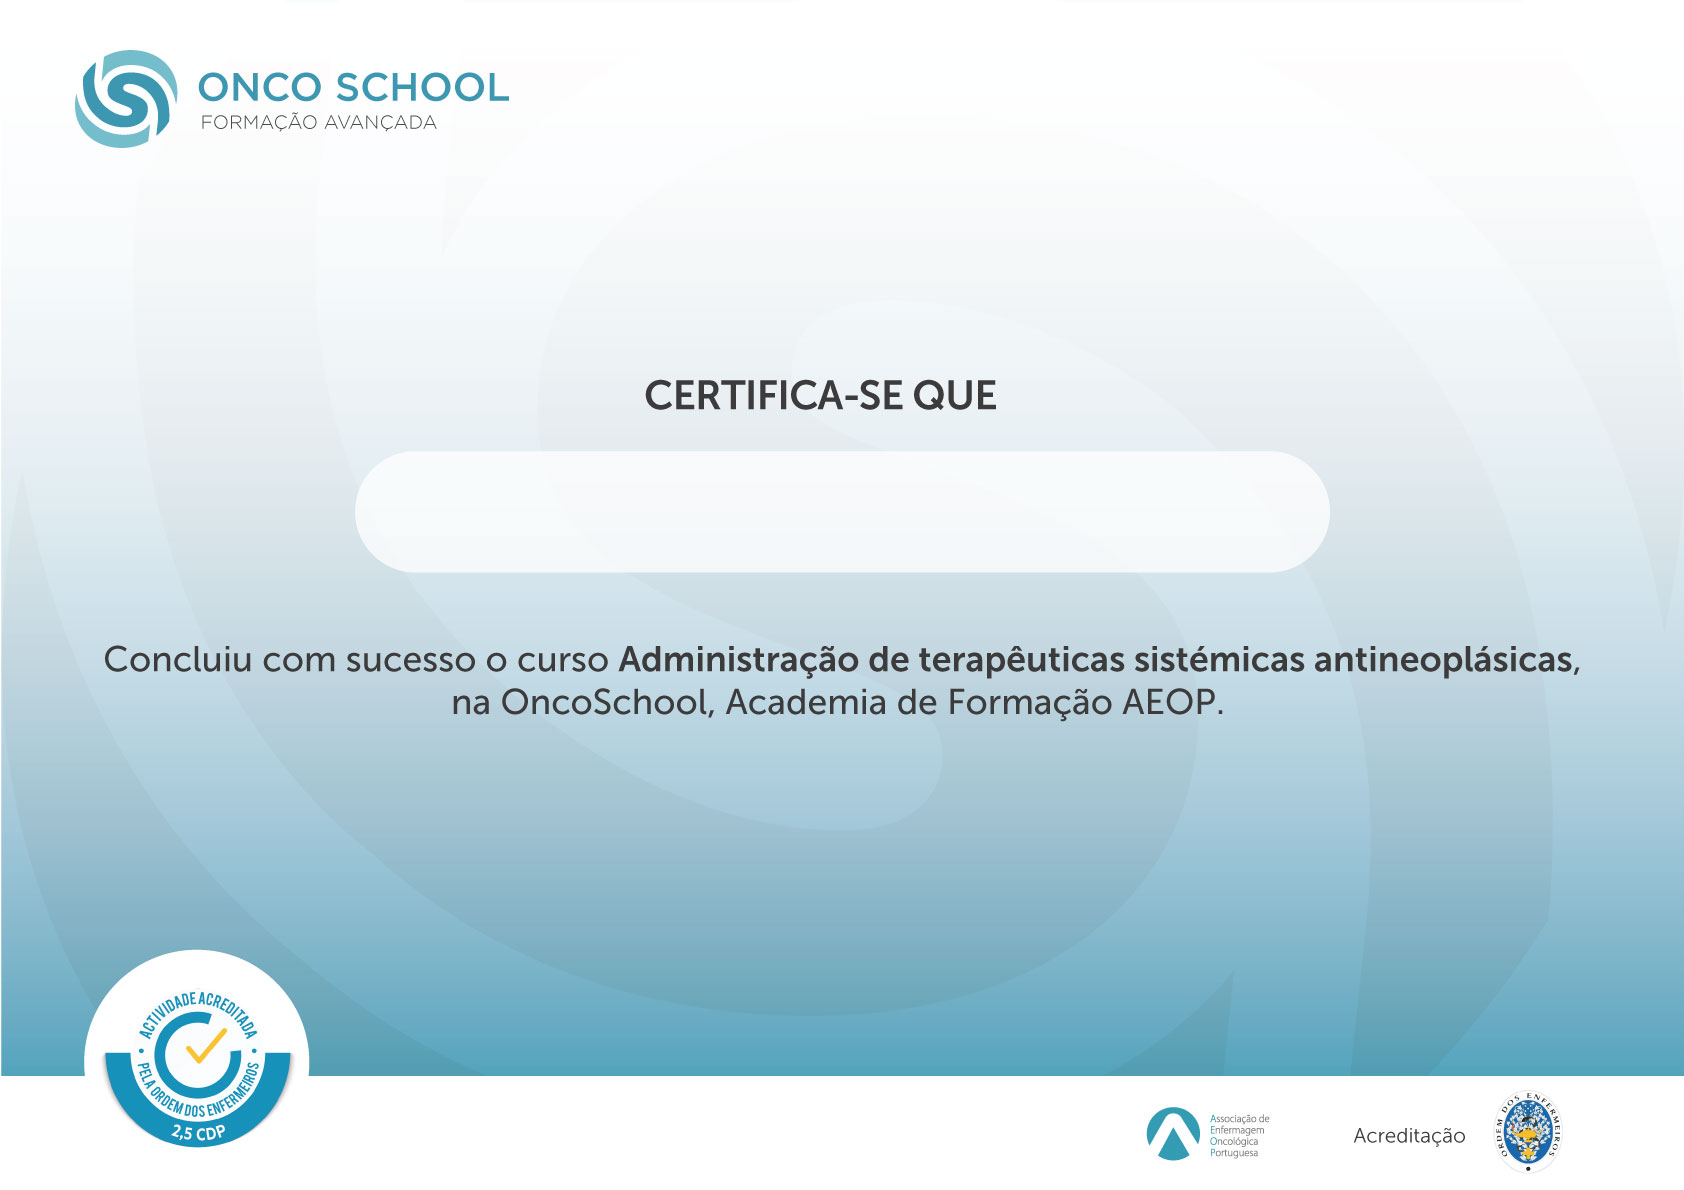 ONCO SCHOOL
FORMAÇÃO AVANÇADA
CERTIFICA-SE QUE
Concluiu com sucesso o curso Administração de terapêuticas sistémicas antineoplásicas,
na OncoSchool, Academia de Formação AEOP.
ACTIVIDADE ACREDITADA
PELA ORDEM DOS ENFERMEIROS
2,5 CDP
Associação de
Enfermagem
Oncológica
Portuguesa
Acreditação
ORDEM DOS ENFERMEIROS